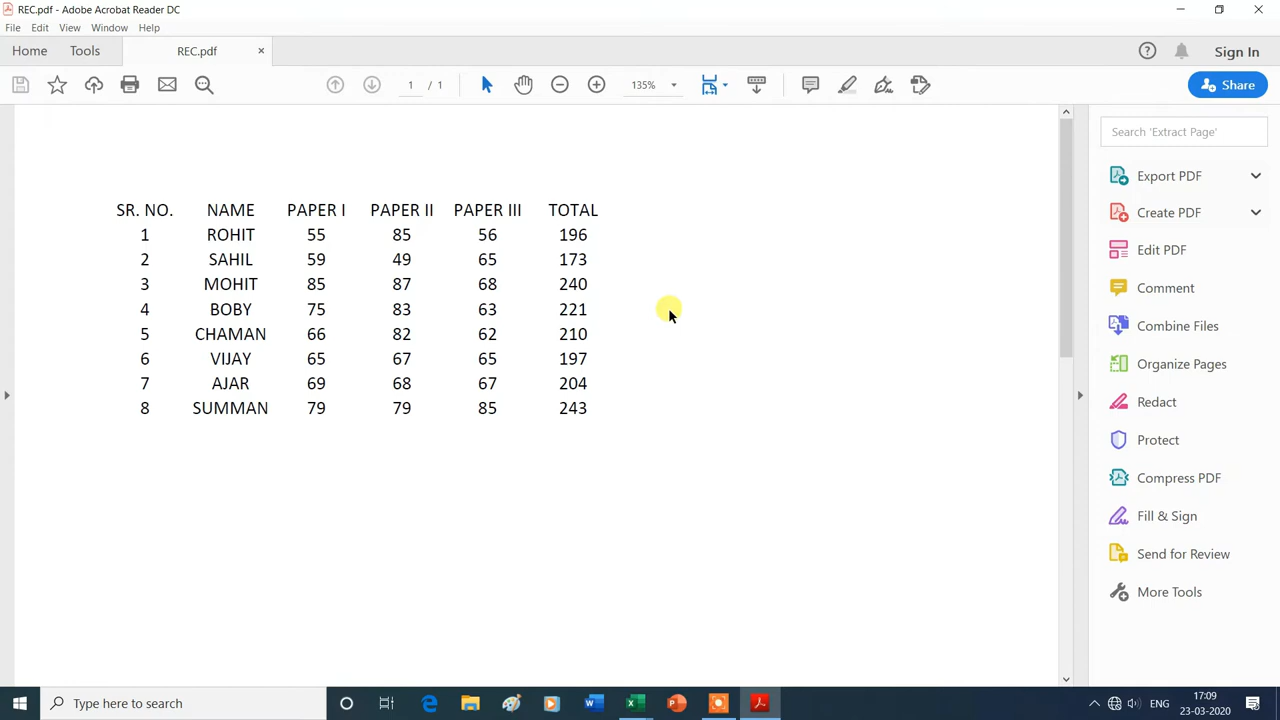 REC.pdf - Adobe Acrobat Reader DC
File Edit View Window Help
Home Tools REC.pdf × Sign In
1 / 1 135% Share
Search 'Extract Page'
Export PDF
Create PDF
Edit PDF
Comment
Combine Files
Organize Pages
Redact
Protect
Compress PDF
Fill & Sign
Send for Review
More Tools
SR. NO. NAME PAPER I PAPER II PAPER III TOTAL
1 ROHIT 55 85 56 196
2 SAHIL 59 49 65 173
3 MOHIT 85 87 68 240
4 BOBY 75 83 63 221
5 CHAMAN 66 82 62 210
6 VIJAY 65 67 65 197
7 AJAR 69 68 67 204
8 SUMMAN 79 79 85 243
Type here to search
ENG 17:09
23-03-2020